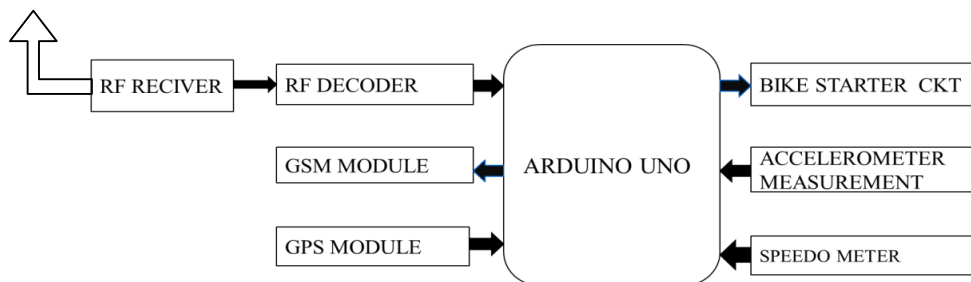 RF RECIVER
RF DECODER
GSM MODULE
GPS MODULE
ARDUINO UNO
BIKE STARTER CKT
ACCELEROMETER
MEASUREMENT
SPEEDO METER